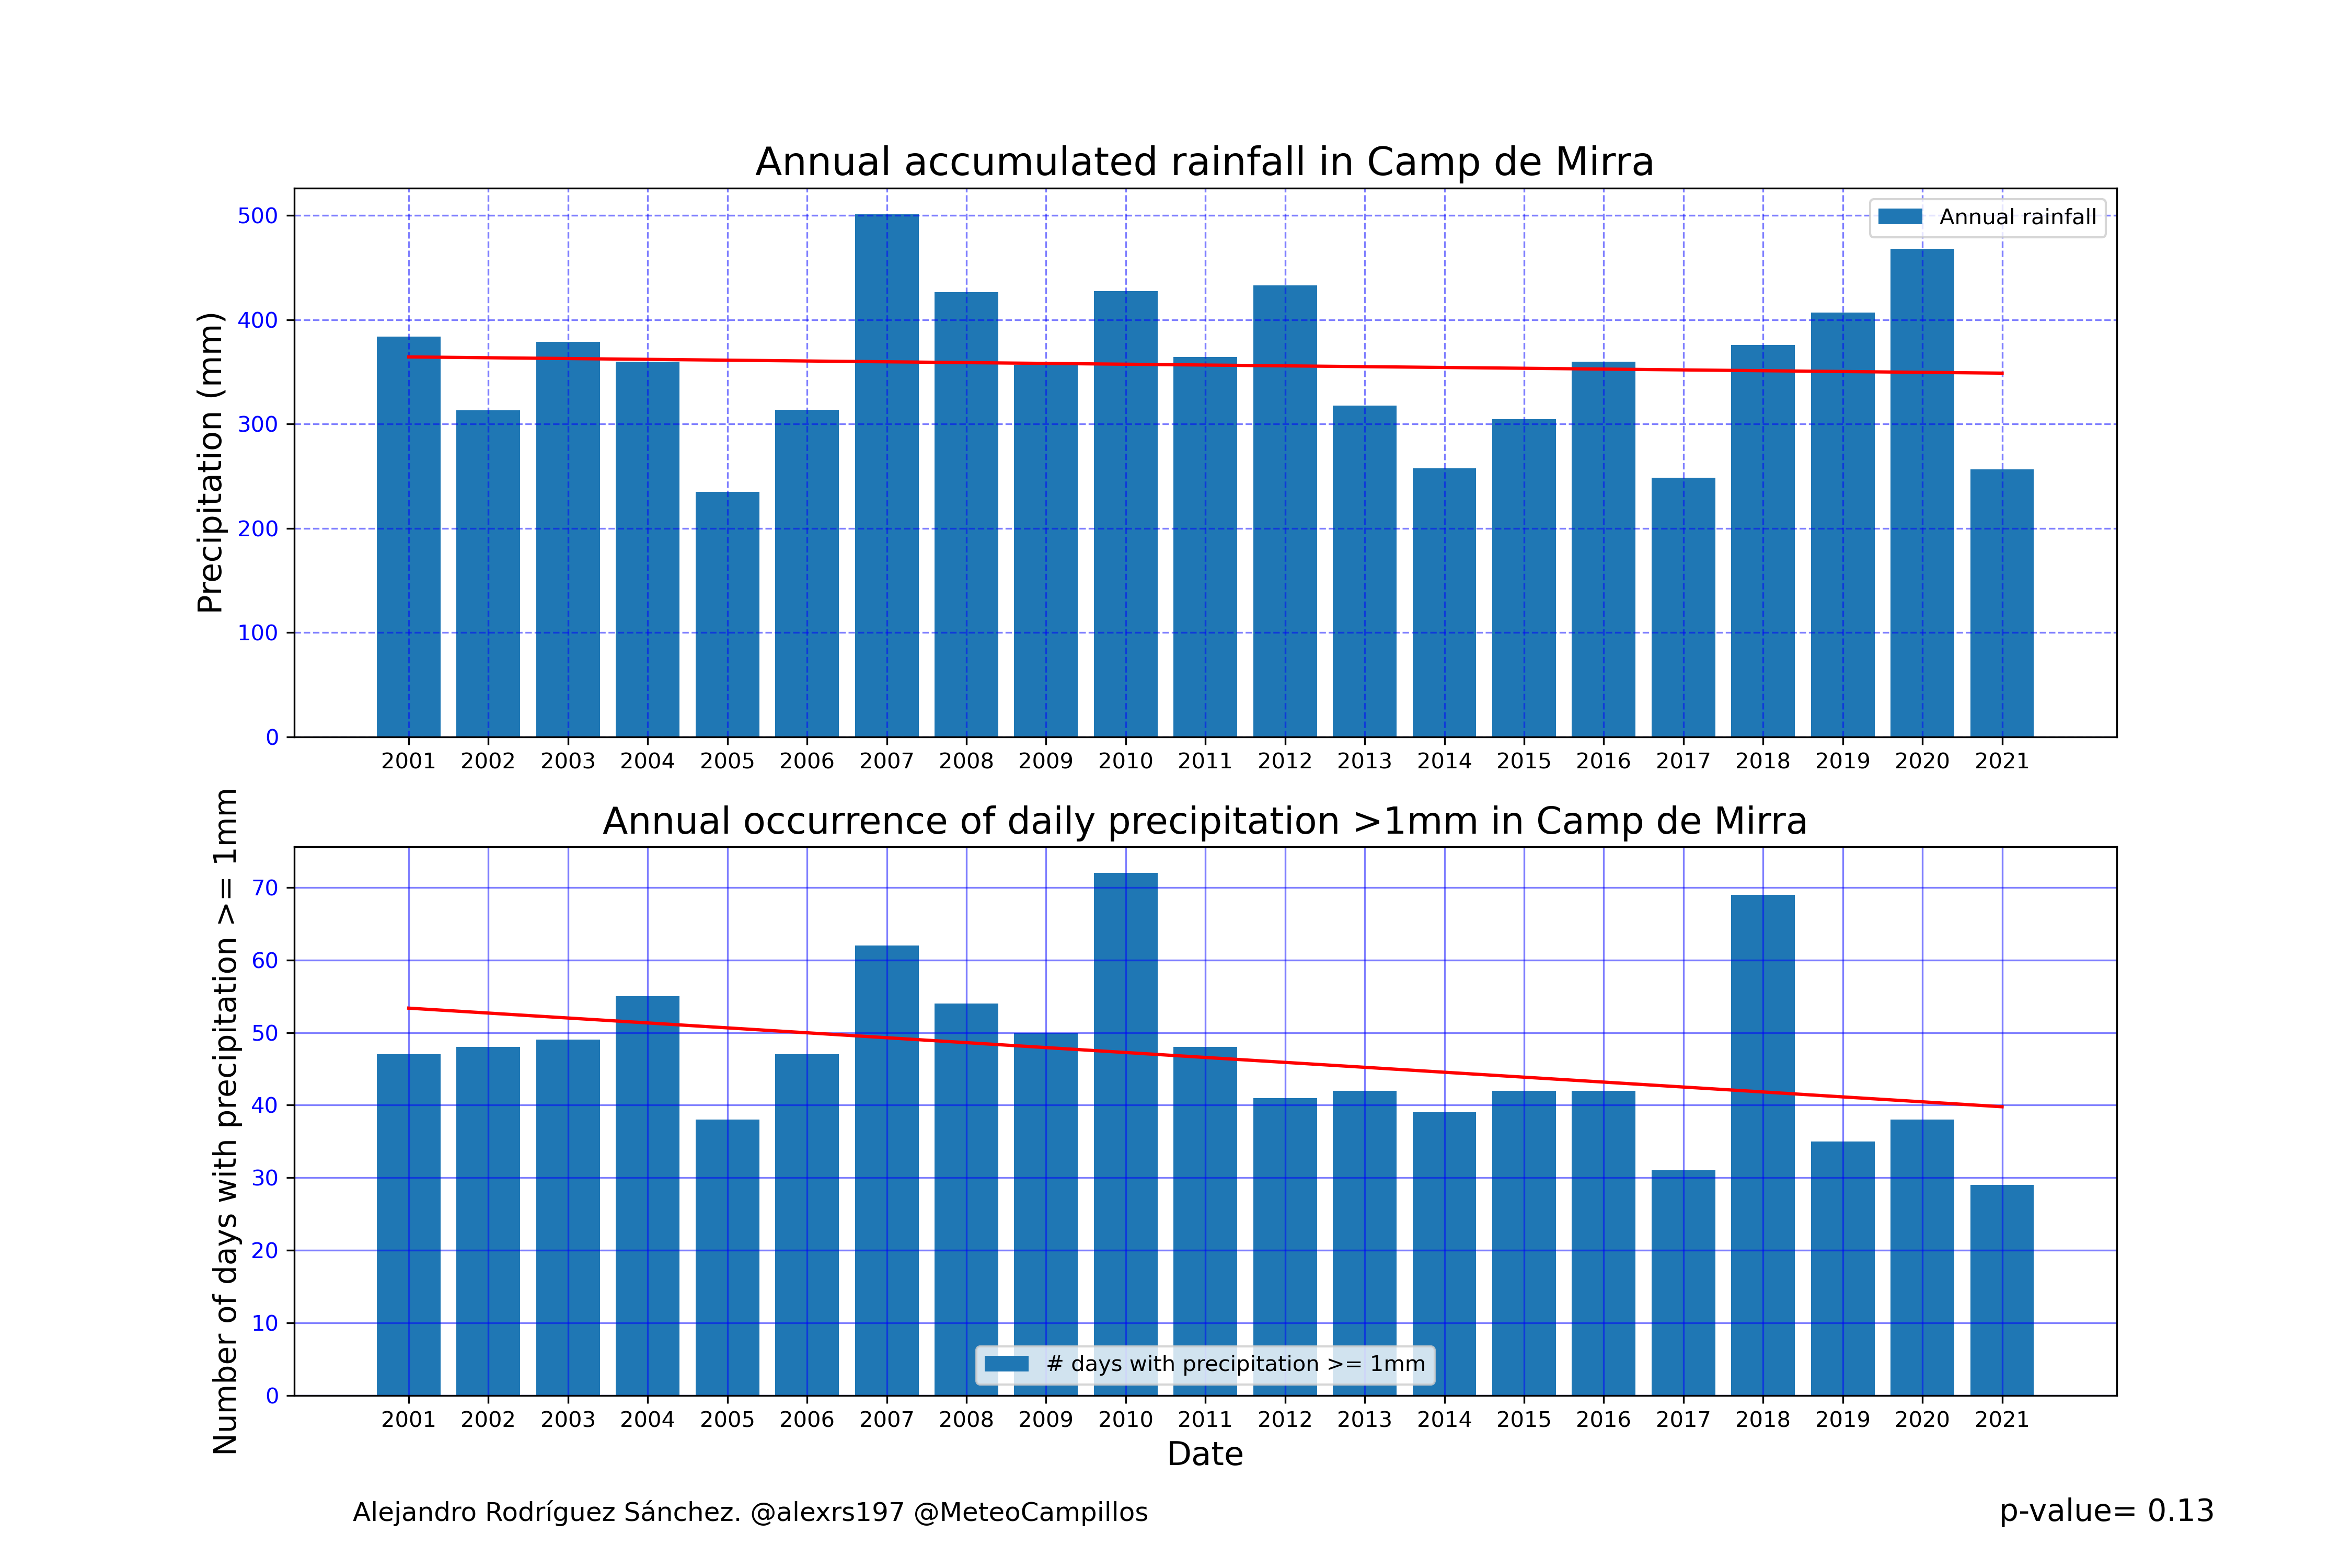 Annual accumulated rainfall in Camp de Mirra
Precipitation (mm)
500
400
300
200
100
0
Annual rainfall
2001 2002 2003 2004 2005 2006 2007 2008 2009 2010 2011 2012 2013 2014 2015 2016 2017 2018 2019 2020 2021
Annual occurrence of daily precipitation >1mm in Camp de Mirra
Number of days with precipitation >= 1mm
70
60
50
40
30
20
10
0
# days with precipitation >= 1mm
2001 2002 2003 2004 2005 2006 2007 2008 2009 2010 2011 2012 2013 2014 2015 2016 2017 2018 2019 2020 2021
Date
Alejandro Rodríguez Sánchez. @alexrs197 @MeteoCampillos
p-value= 0.13